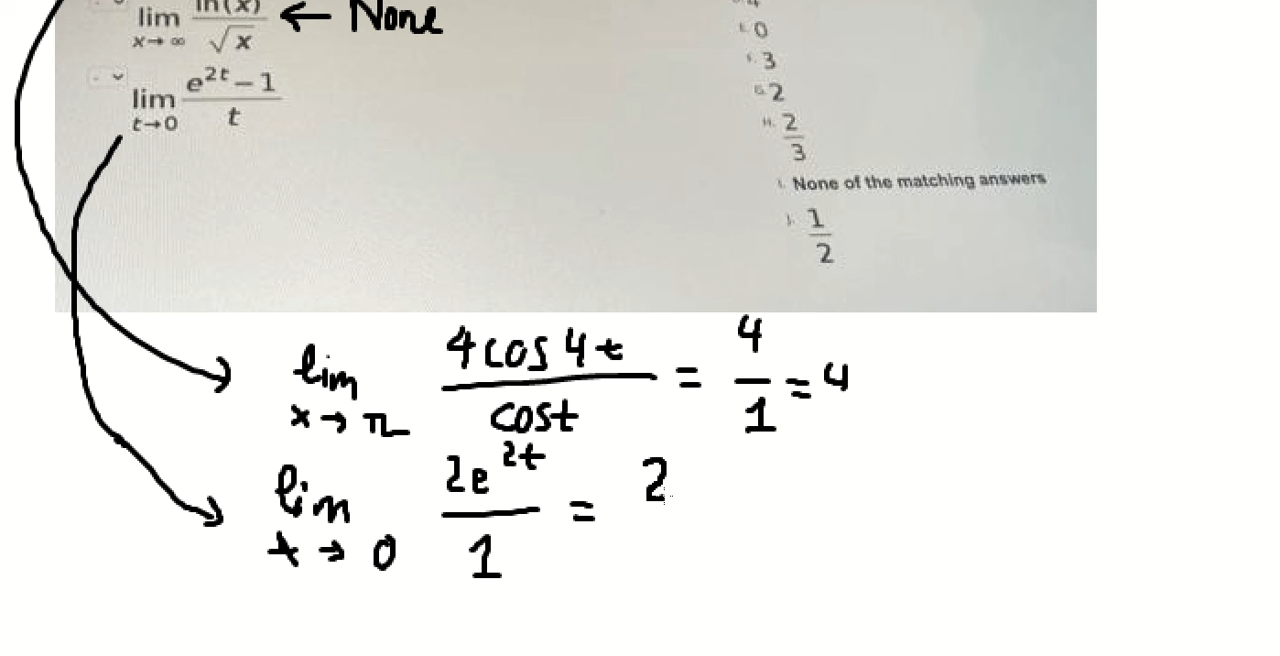 lim x→∞ ln(x)/√x ← None
lim t→0 (e^2t − 1)/t
0
3
2
2/3
None of the matching answers
1/2
lim x→π 4cos4t/cost = 4/1 = 4
lim t→0 2e^2t/1 = 2